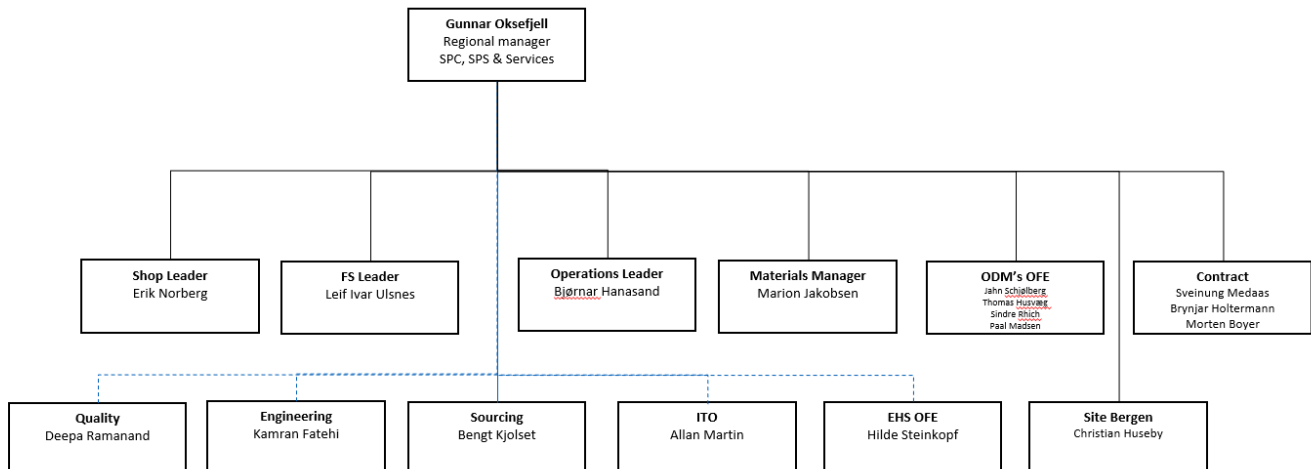 Gunnar Oksefjell
Regional manager
SPC, SPS & Services
Shop Leader
Erik Norberg
FS Leader
Leif Ivar Ulsnes
Operations Leader
Bjørnar Hanasand
Materials Manager
Marion Jakobsen
ODM's OFE
Jahn Schjølberg
Thomas Husvæg
Sindre Rhich
Paal Madsen
Contract
Sveinung Medaas
Brynjar Holtermann
Morten Boyer
Quality
Deepa Ramanand
Engineering
Kamran Fatehi
Sourcing
Bengt Kjolset
ITO
Allan Martin
EHS OFE
Hilde Steinkopf
Site Bergen
Christian Huseby